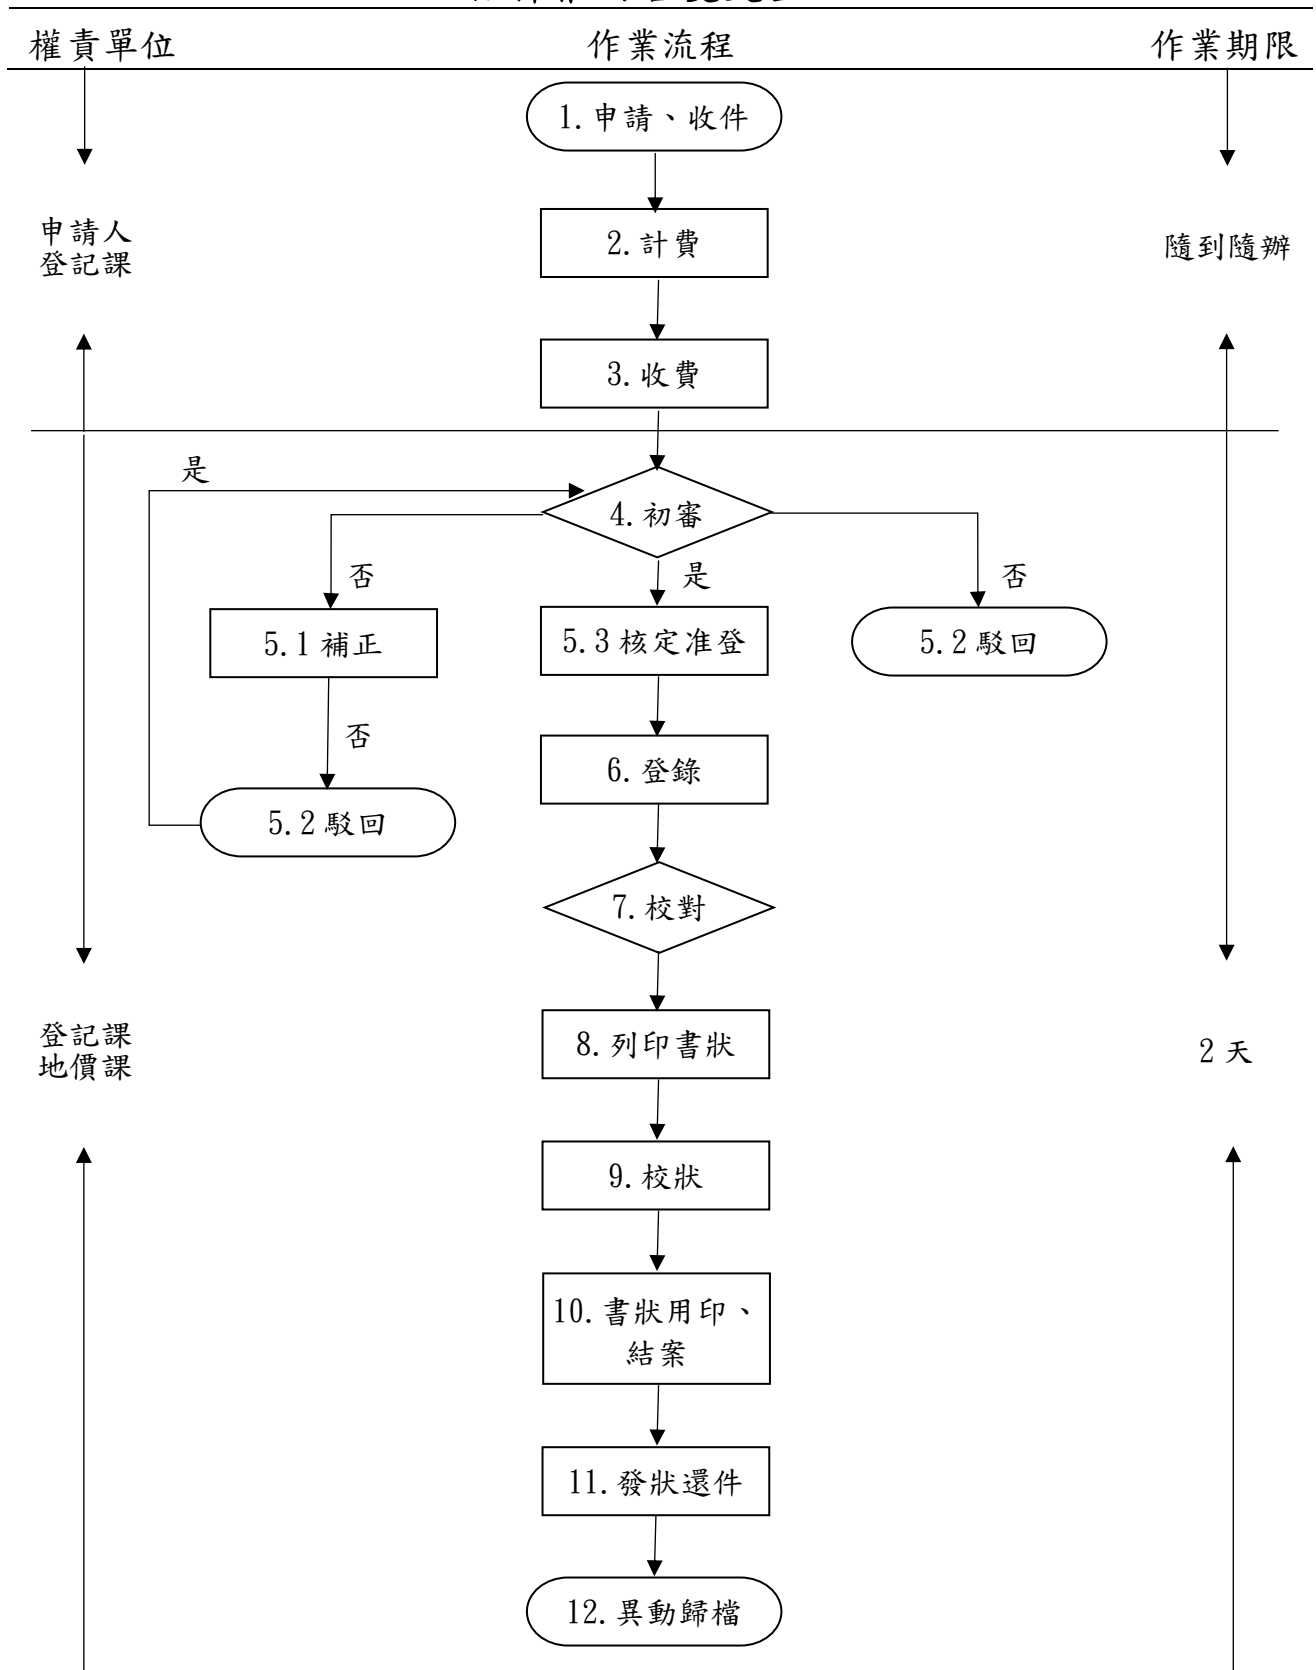 權責單位
作業流程
作業期限
1.申請、收件
2.計費
申請人
登記課
隨到隨辦
3.收費
是
4.初審
否
是
否
5.1補正
5.3核定准登
5.2駁回
否
6.登錄
5.2駁回
7.校對
登記課
地價課
8.列印書狀
2天
9.校狀
10.書狀用印、
結案
11.發狀還件
12.異動歸檔